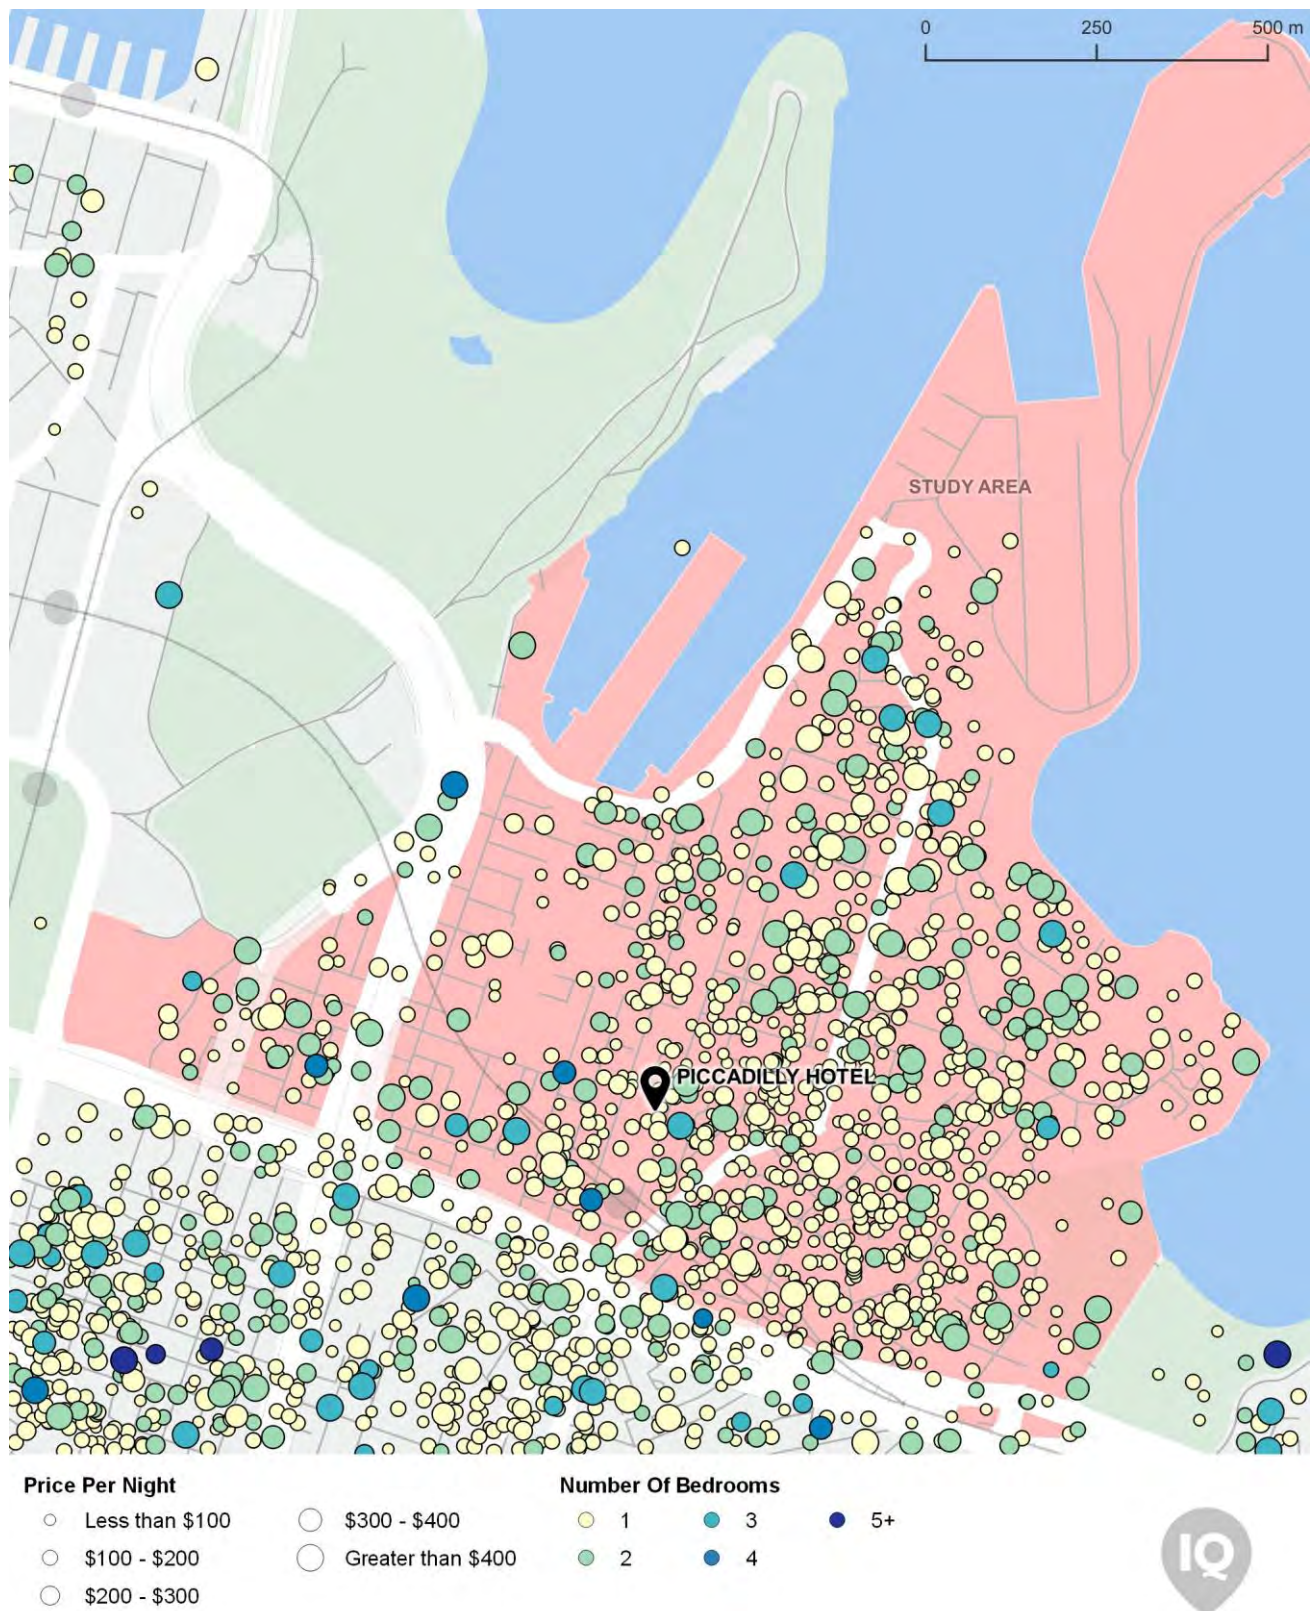 0 250 500 m
STUDY AREA
PICCADILLY HOTEL
Price Per Night
Less than $100
$100 - $200
$200 - $300
$300 - $400
Greater than $400
Number Of Bedrooms
1
2
3
4
5+
IQ